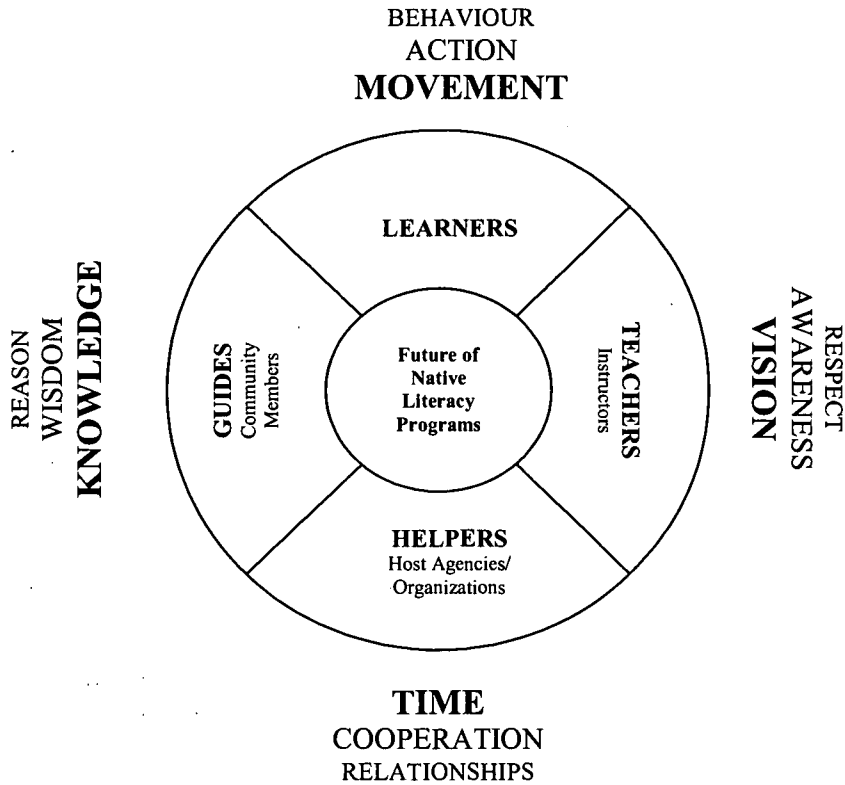 BEHAVIOUR
ACTION
MOVEMENT
LEARNERS
REASON
WISDOM
KNOWLEDGE
GUIDES
Community
Members
Future of
Native
Literacy
Programs
TEACHERS
Instructors
RESPECT
AWARENESS
VISION
HELPERS
Host Agencies/
Organizations
TIME
COOPERATION
RELATIONSHIPS